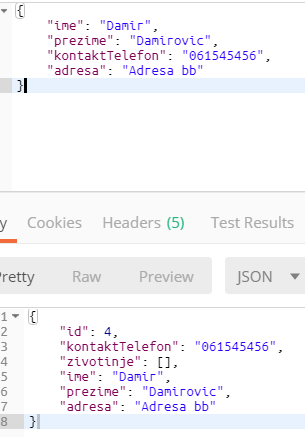 {
"ime": "Damir",
"prezime": "Damirovic",
"kontaktTelefon": "061545456",
"adresa": "Adresa bb"
}
y Cookies Headers (5) Test Results
Pretty Raw Preview JSON
1 {
2 "id": 4,
3 "kontaktTelefon": "061545456",
4 "zivotinje": [],
5 "ime": "Damir",
6 "prezime": "Damirovic",
7 "adresa": "Adresa bb"
8 }